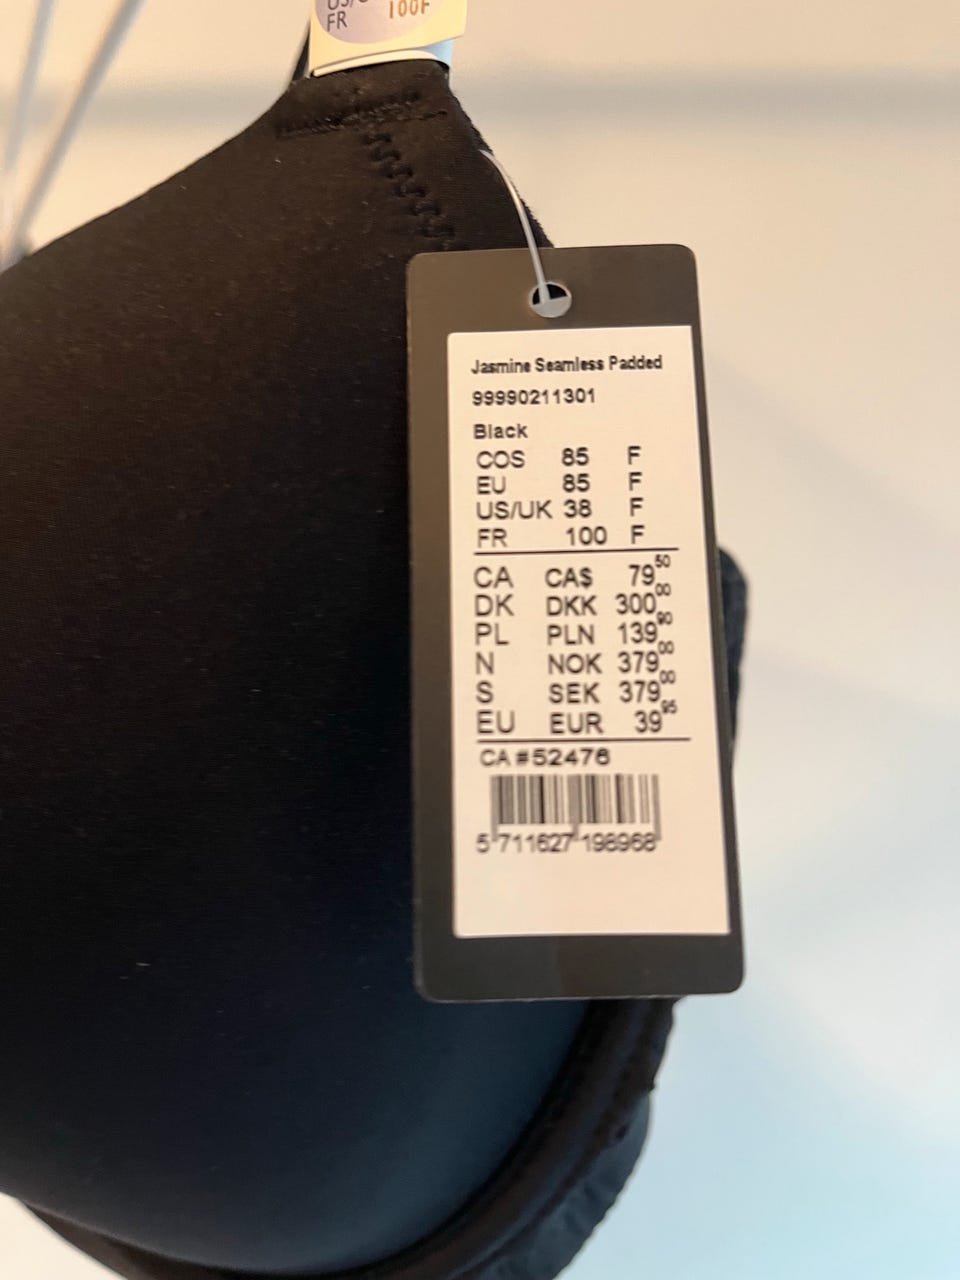 FR 100F
Jasmine Seamless Padded
99990211301
Black
COS 85 F
EU 85 F
US/UK 38 F
FR 100 F
CA CA$ 79 50
DK DKK 300 00
PL PLN 139 90
N NOK 379 00
S SEK 379 00
EU EUR 39 95
CA # 52476
5 711627 198968